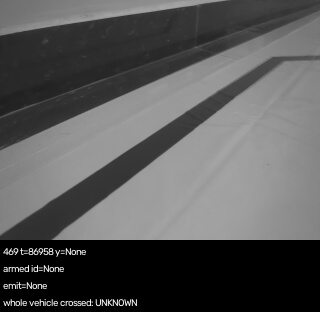 469 t=86958 y=None
armed id=None
emit=None
whole vehicle crossed: UNKNOWN